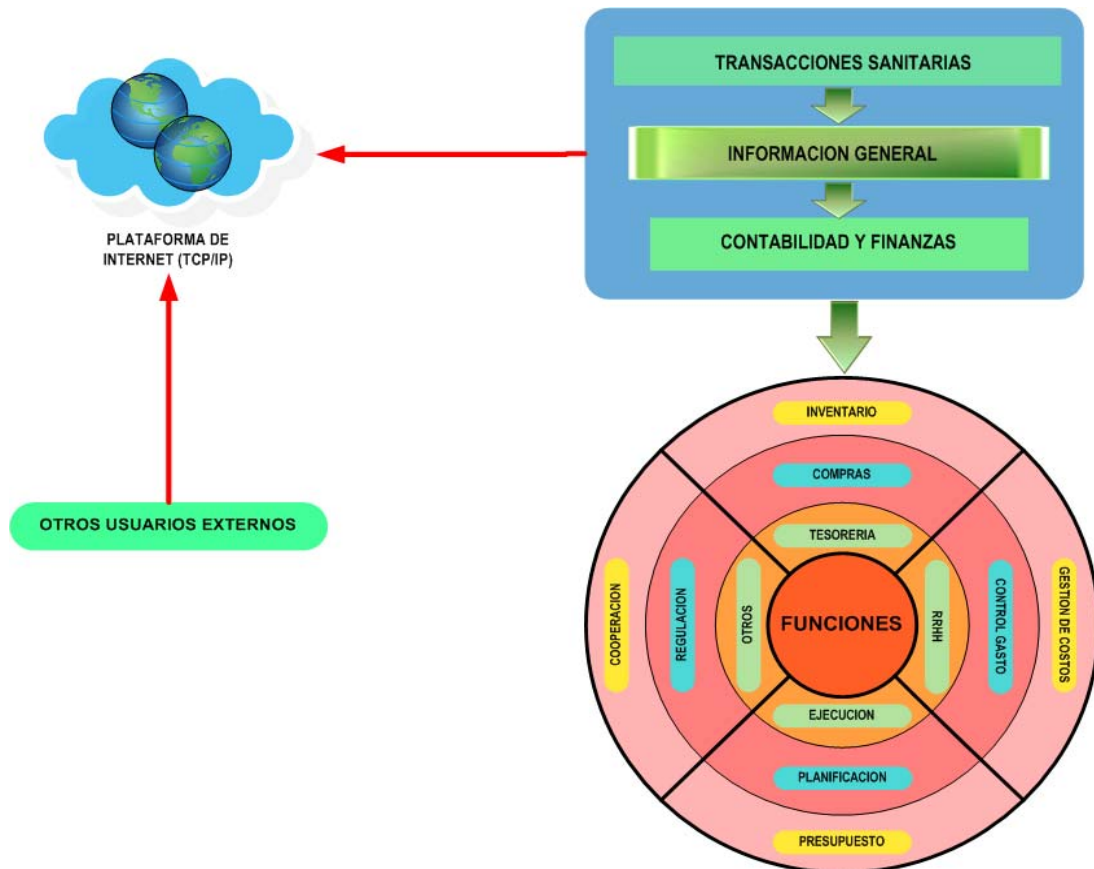 TRANSACCIONES SANITARIAS
INFORMACION GENERAL
CONTABILIDAD Y FINANZAS
PLATAFORMA DE
INTERNET (TCP/IP)
OTROS USUARIOS EXTERNOS
INVENTARIO
COMPRAS
TESORERIA
COOPERACION
REGULACION
OTROS
FUNCIONES
RRHH
CONTROL GASTO
GESTION DE COSTOS
EJECUCION
PLANIFICACION
PRESUPUESTO